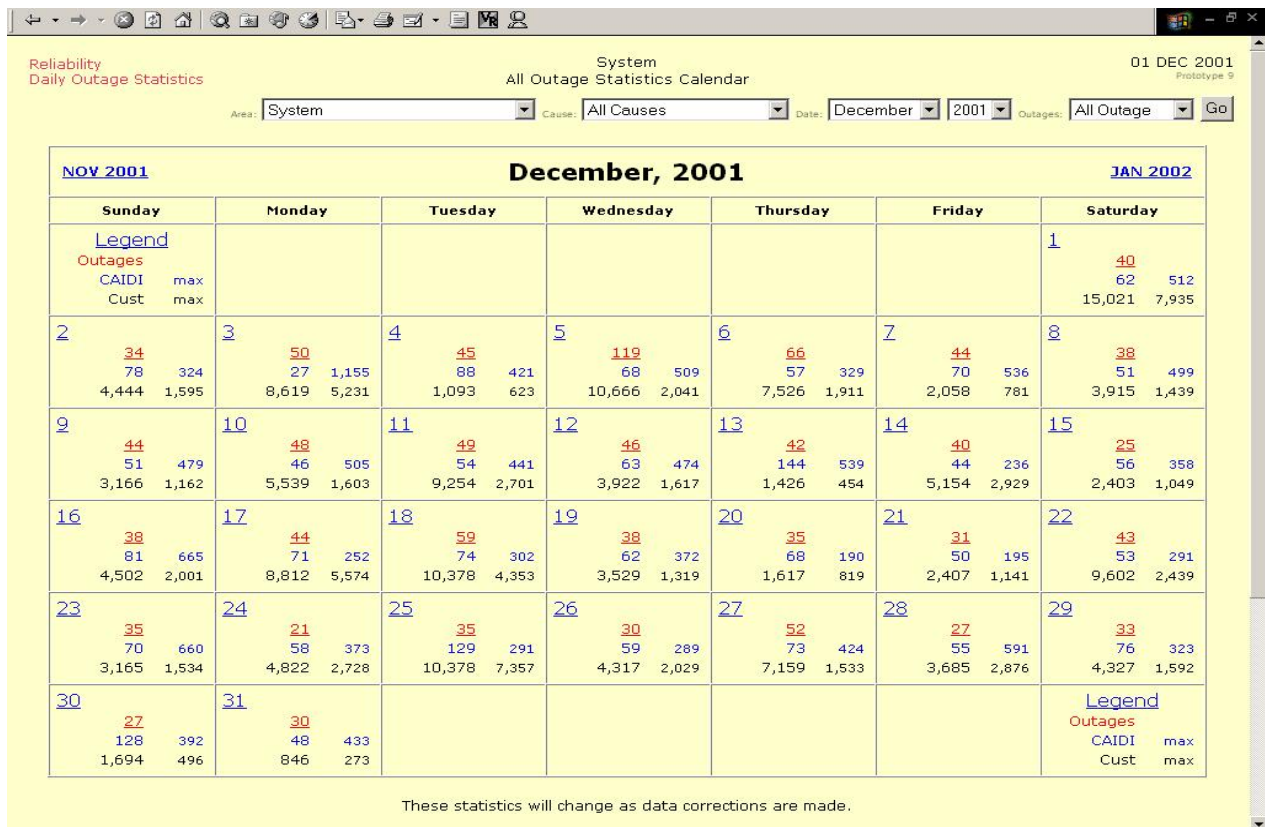 VR
Reliability System 01 DEC 2001
Daily Outage Statistics All Outage Statistics Calendar Prototype 9
Area: System Cause: All Causes Date: December 2001 Outages: All Outage Go
NOV 2001 December, 2001 JAN 2002
Sunday Monday Tuesday Wednesday Thursday Friday Saturday
Legend 1
Outages 40
CAIDI max 62 512
Cust max 15,021 7,935
2 3 4 5 6 7 8
34 50 45 119 66 44 38
78 324 27 1,155 88 421 68 509 57 329 70 536 51 499
4,444 1,595 8,619 5,231 1,093 623 10,666 2,041 7,526 1,911 2,058 781 3,915 1,439
9 10 11 12 13 14 15
44 48 49 46 42 40 25
51 479 46 505 54 441 63 474 144 539 44 236 56 358
3,166 1,162 5,539 1,603 9,254 2,701 3,922 1,617 1,426 454 5,154 2,929 2,403 1,049
16 17 18 19 20 21 22
38 44 59 38 35 31 43
81 665 71 252 74 302 62 372 68 190 50 195 53 291
4,502 2,001 8,812 5,574 10,378 4,353 3,529 1,319 1,617 819 2,407 1,141 9,602 2,439
23 24 25 26 27 28 29
35 21 35 30 52 27 33
70 660 58 373 129 291 59 289 73 424 55 591 76 323
3,165 1,534 4,822 2,728 10,378 7,357 4,317 2,029 7,159 1,533 3,685 2,876 4,327 1,592
30 31 Legend
27 30 Outages
128 392 48 433 CAIDI max
1,694 496 846 273 Cust max
These statistics will change as data corrections are made.